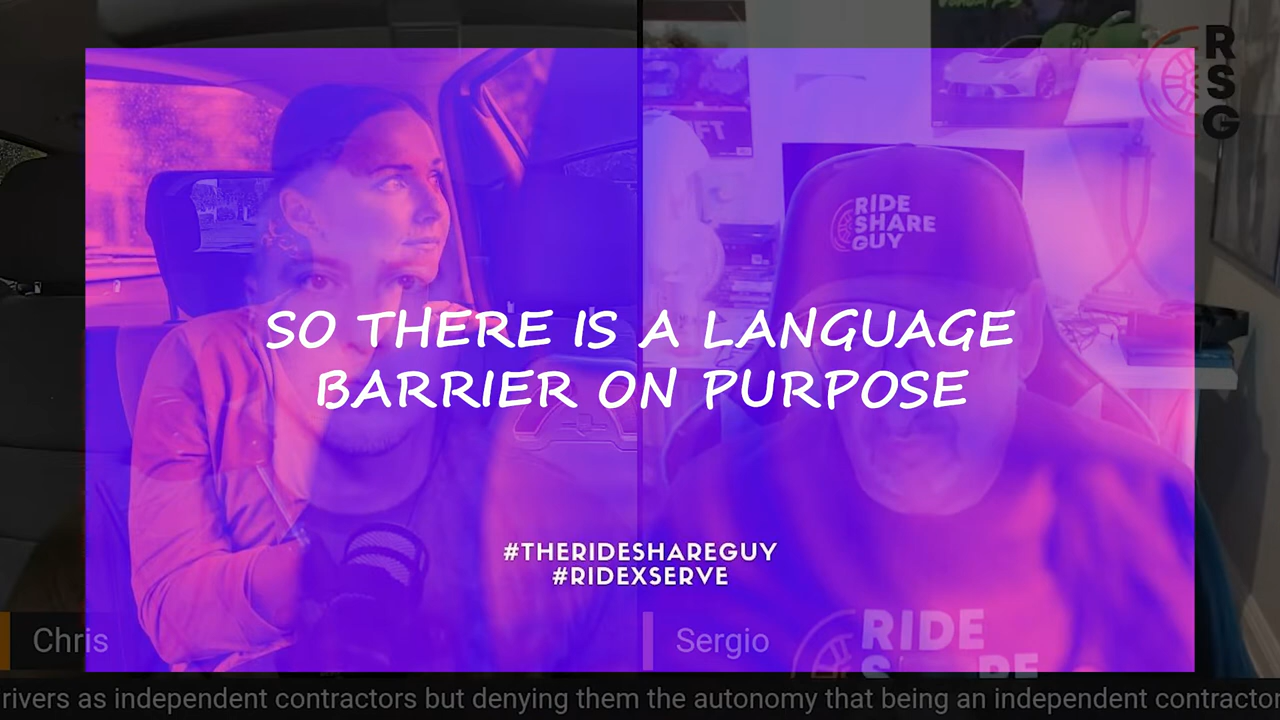 R
S
G
RIDE
SHARE
GUY
SO THERE IS A LANGUAGE
BARRIER ON PURPOSE
#THERIDESHAREGUY
#RIDEXSERVE
Chris
Sergio
RIDE
rivers as independent contractors but denying them the autonomy that being an independent contractor